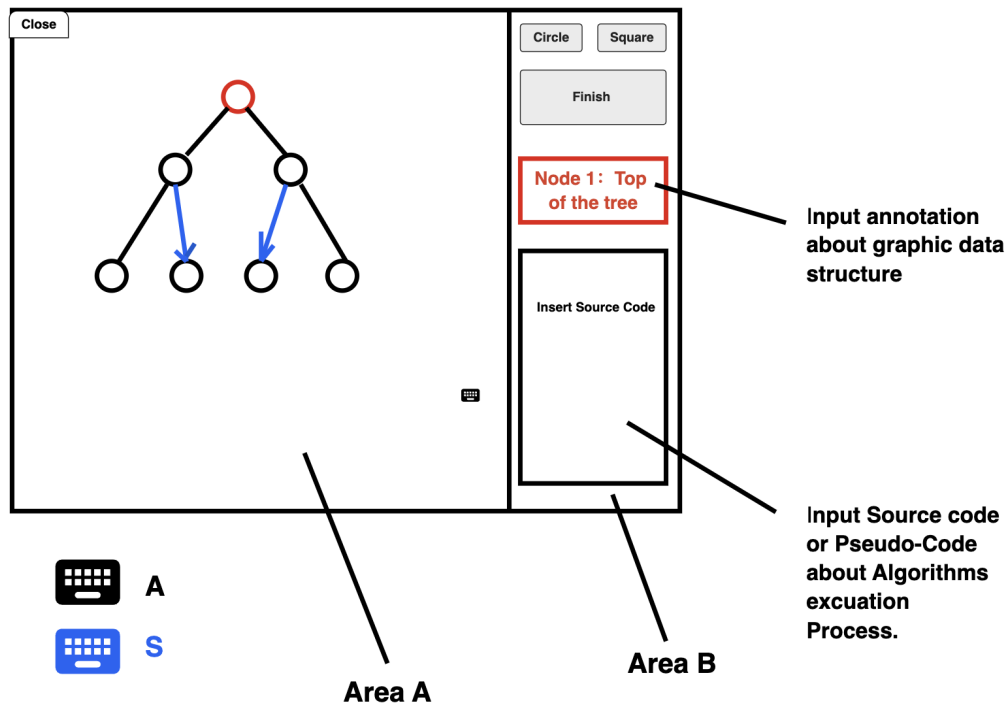 Close
Circle
Square
Finish
Node 1： Top
of the tree
Input annotation
about graphic data
structure
Insert Source Code
Input Source code
or Pseudo-Code
about Algorithms
excuation
Process.
A
S
Area A
Area B